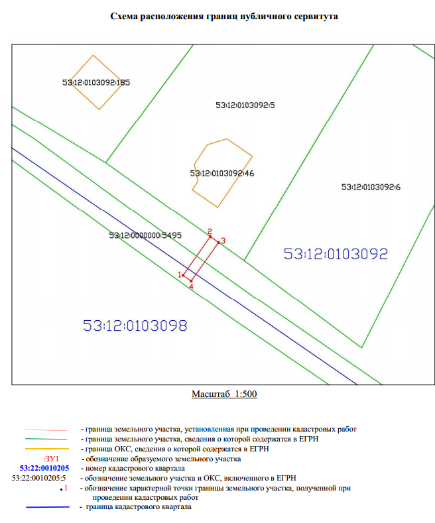 Схема расположения границ публичного сервитута
53:12:0103092:185
53:12:0103092:5
53:12:0103092:46
53:12:0103092:6
53:12:0000000:5495
2
3
1
4
53:12:0103092
53:12:0103098
Масштаб 1:500
- граница земельного участка, установленная при проведении кадастровых работ
- граница земельного участка, сведения о которой содержатся в ЕГРН
- граница ОКС, сведения о которой содержатся в ЕГРН
:ЗУ1 - обозначение образуемого земельного участка
53:22:0010205 - номер кадастрового квартала
53:22:0010205:5 - обозначение земельного участка и ОКС, включенного в ЕГРН
.1 - обозначение характерной точки границы земельного участка, полученной при
проведении кадастровых работ
- граница кадастрового квартала